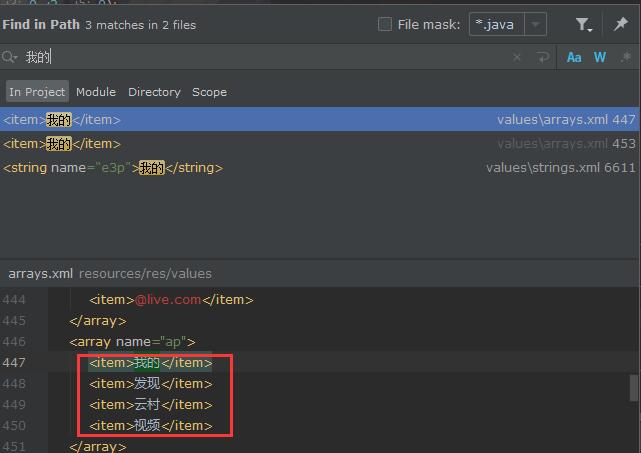 Find in Path 3 matches in 2 files File mask: *.java
我的 Aa W .*
In Project Module Directory Scope
<item>我的</item> values\arrays.xml 447
<item>我的</item> values\arrays.xml 453
<string name="e3p">我的</string> values\strings.xml 6611
arrays.xml resources/res/values
444 <item>@live.com</item>
445 </array>
446 <array name="ap">
447 <item>我的</item>
448 <item>发现</item>
449 <item>云村</item>
450 <item>视频</item>
451 </array>